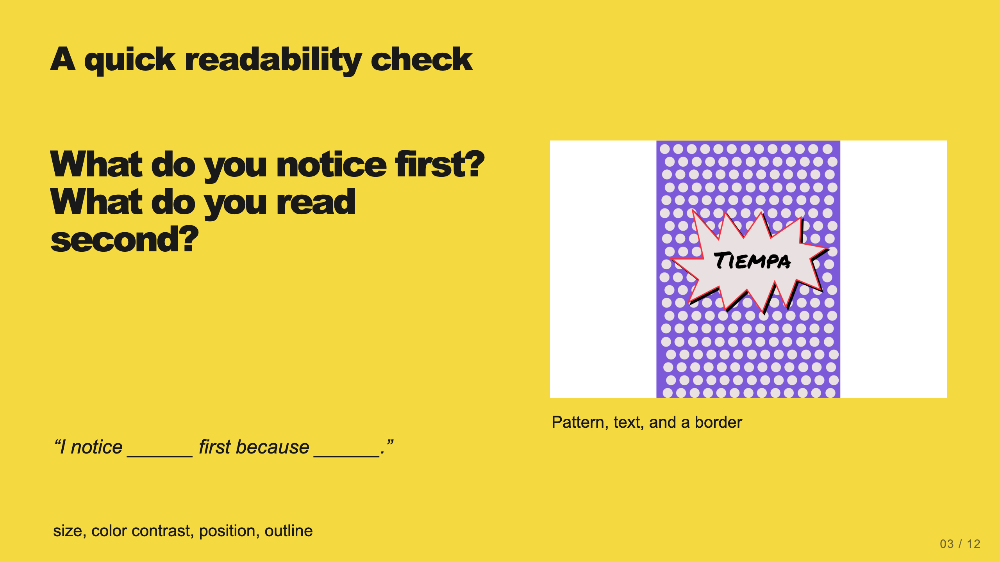 A quick readability check
What do you notice first?
What do you read
second?
TIEMPA
Pattern, text, and a border
“I notice ______ first because ______.”
size, color contrast, position, outline
03 / 12